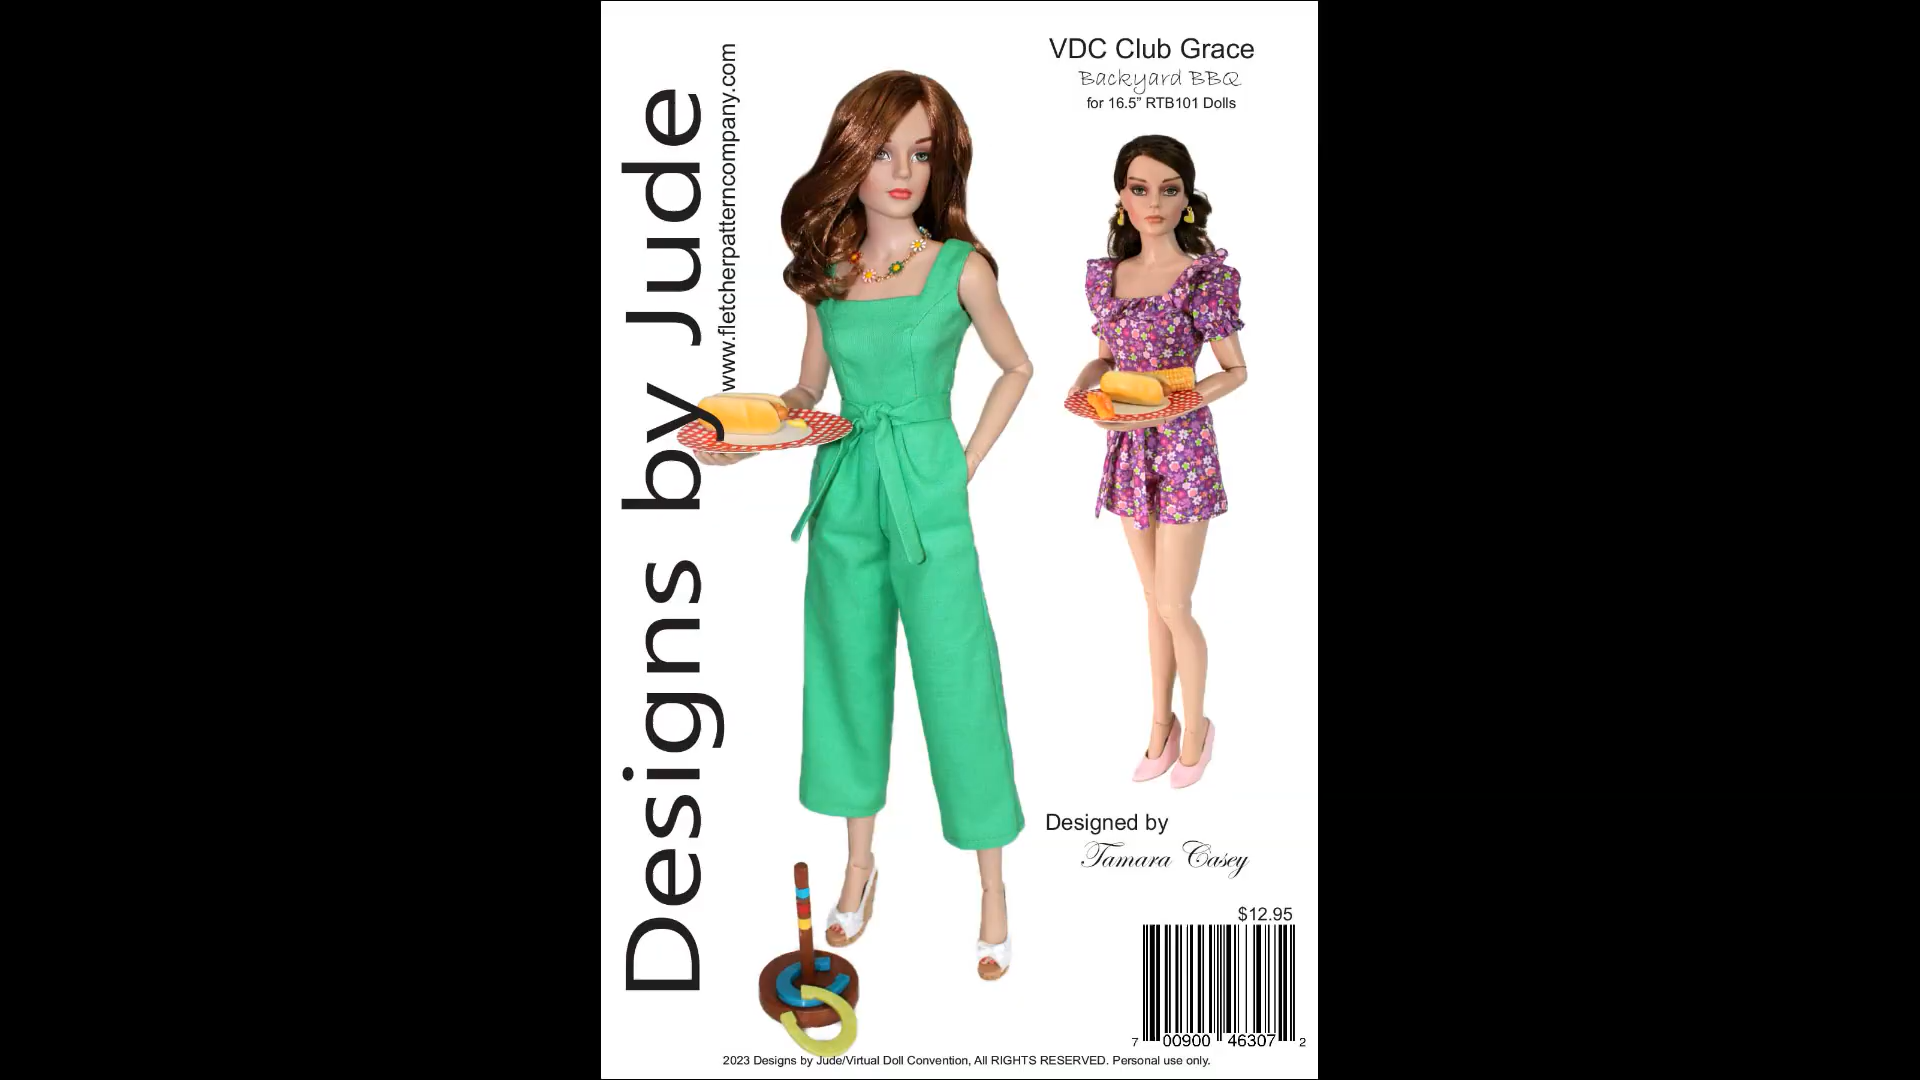 Designs by Jude
www.fletcherpatterncompany.com
VDC Club Grace
Backyard BBQ
for 16.5” RTB101 Dolls
Designed by
Tamara Casey
$12.95
7 00900 46307 2
2023 Designs by Jude/Virtual Doll Convention, All RIGHTS RESERVED. Personal use only.